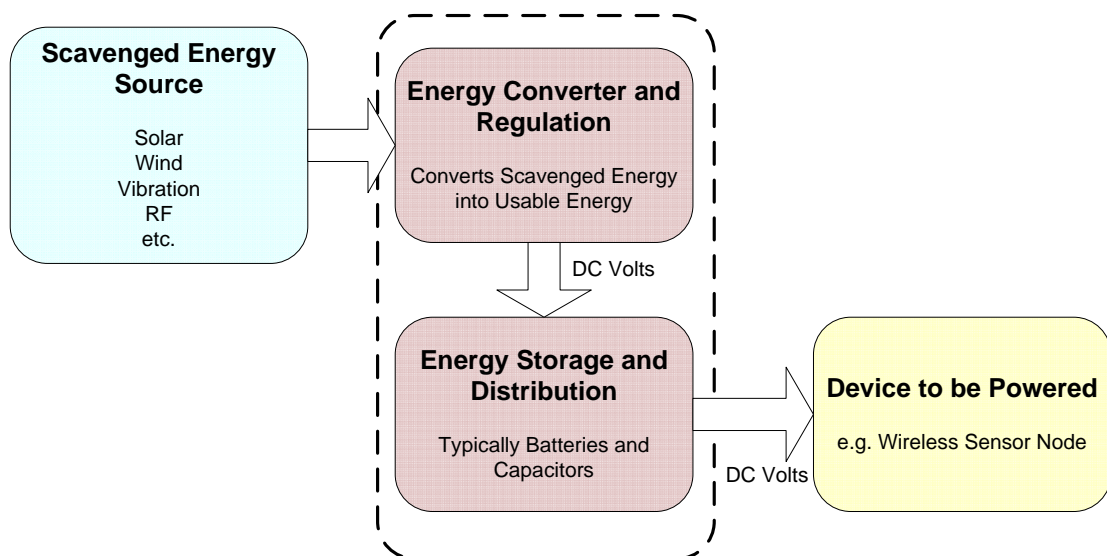 Scavenged Energy
Source
Solar
Wind
Vibration
RF
etc.
Energy Converter and
Regulation
Converts Scavenged Energy
into Usable Energy
DC Volts
Energy Storage and
Distribution
Typically Batteries and
Capacitors
DC Volts
Device to be Powered
e.g. Wireless Sensor Node